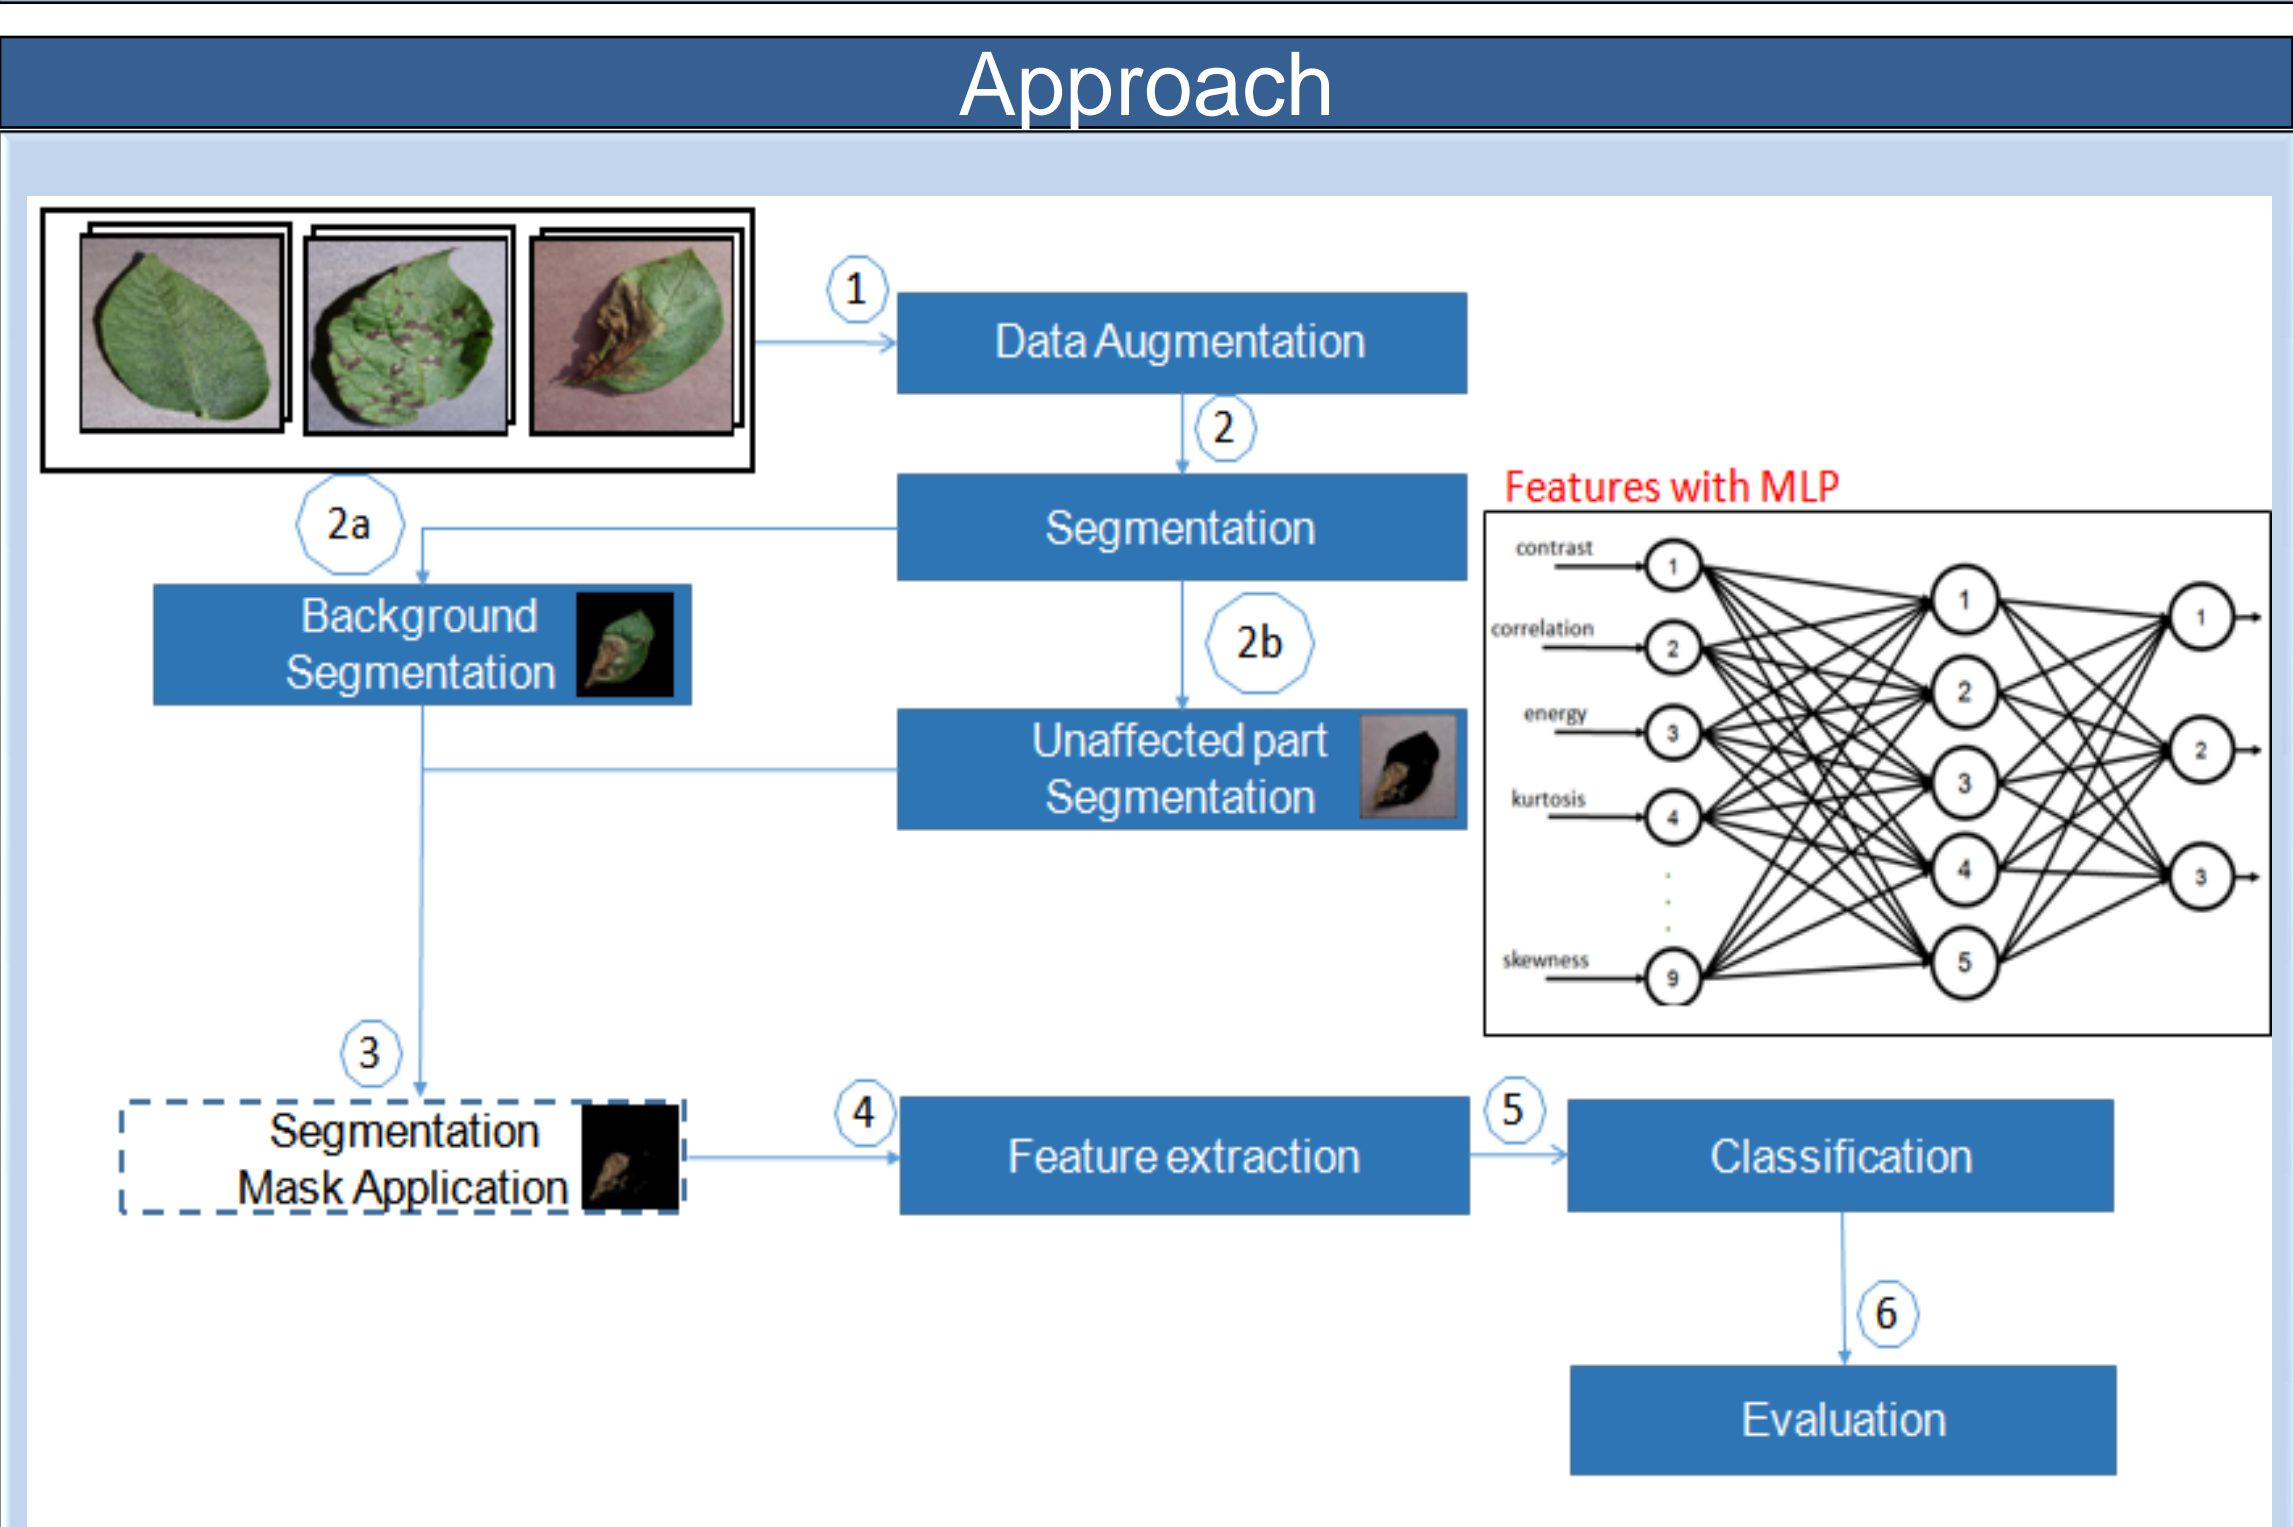 Approach
1
Data Augmentation
2
2a
Segmentation
Background
Segmentation
2b
Unaffected part
Segmentation
Features with MLP
contrast
1
correlation
2
energy
3
kurtosis
4
.
.
.
skewness
9
1
2
3
4
5
1
2
3
3
Segmentation
Mask Application
4
Feature extraction
5
Classification
6
Evaluation